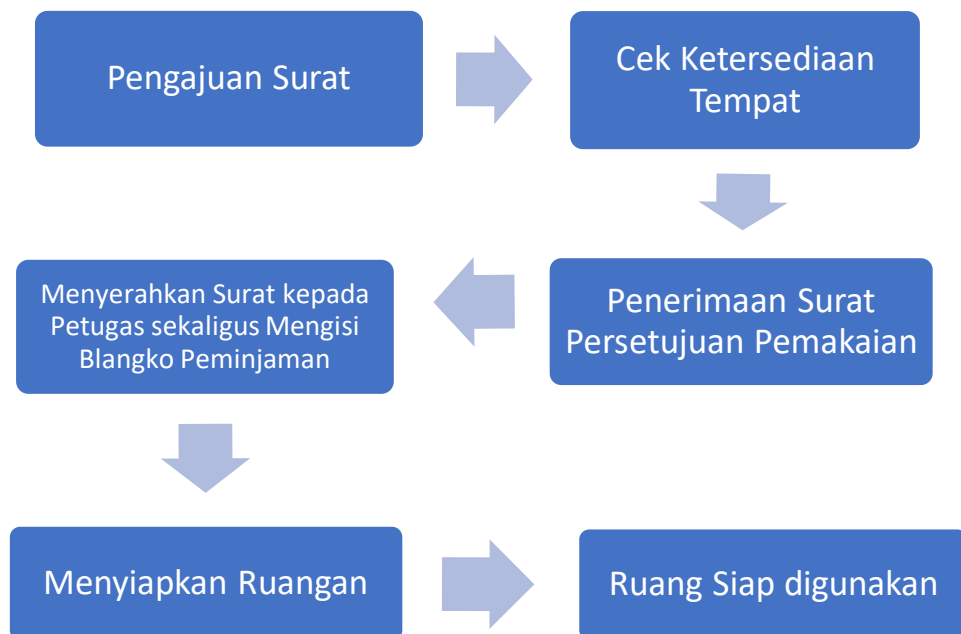 Pengajuan Surat
Cek Ketersediaan
Tempat
Penerimaan Surat
Persetujuan Pemakaian
Menyerahkan Surat kepada
Petugas sekaligus Mengisi
Blangko Peminjaman
Menyiapkan Ruangan
Ruang Siap digunakan